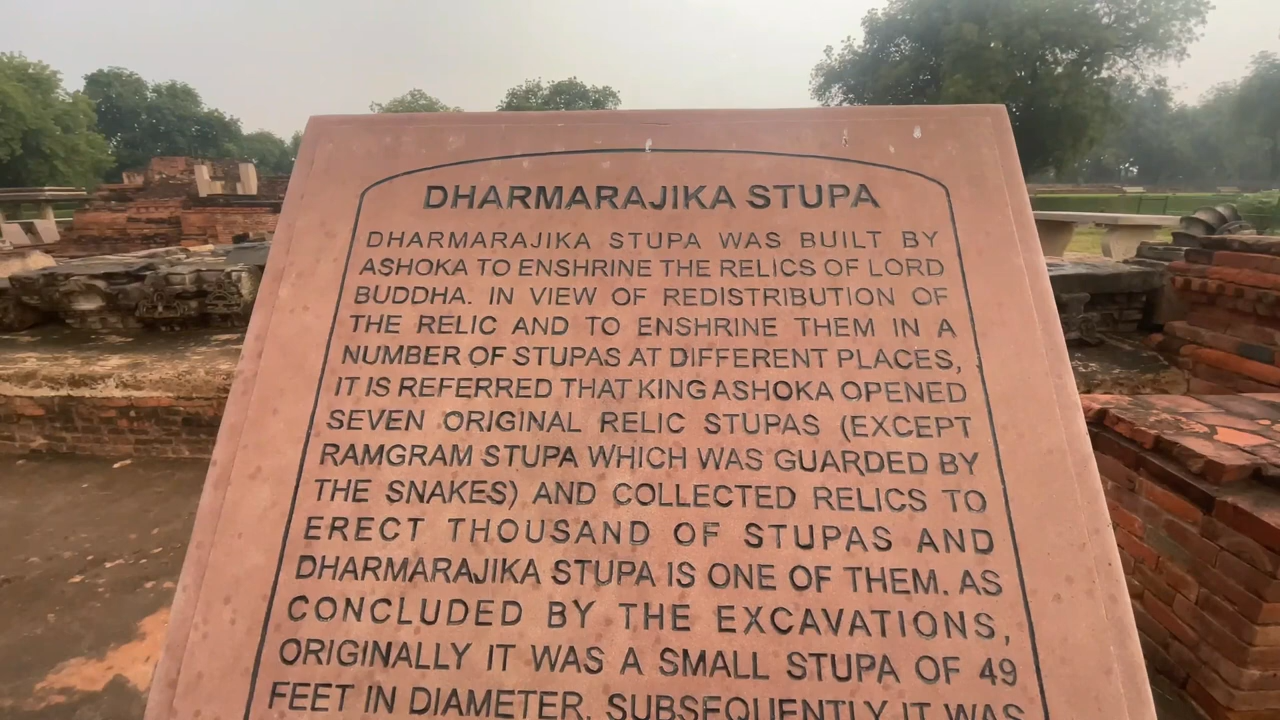 DHARMARAJIKA STUPA
DHARMARAJIKA STUPA WAS BUILT BY
ASHOKA TO ENSHRINE THE RELICS OF LORD
BUDDHA. IN VIEW OF REDISTRIBUTION OF
THE RELIC AND TO ENSHRINE THEM IN A
NUMBER OF STUPAS AT DIFFERENT PLACES,
IT IS REFERRED THAT KING ASHOKA OPENED
SEVEN ORIGINAL RELIC STUPAS (EXCEPT
RAMGRAM STUPA WHICH WAS GUARDED BY
THE SNAKES) AND COLLECTED RELICS TO
ERECT THOUSAND OF STUPAS AND
DHARMARAJIKA STUPA IS ONE OF THEM. AS
CONCLUDED BY THE EXCAVATIONS,
ORIGINALLY IT WAS A SMALL STUPA OF 49
FEET IN DIAMETER. SUBSEQUENTLY IT WAS